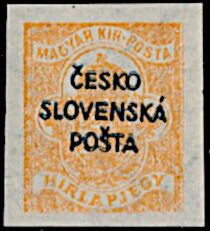 MAGYAR KIR. POSTA
ČESKO
SLOVENSKÁ
POŠTA
HIRLAPJEGY